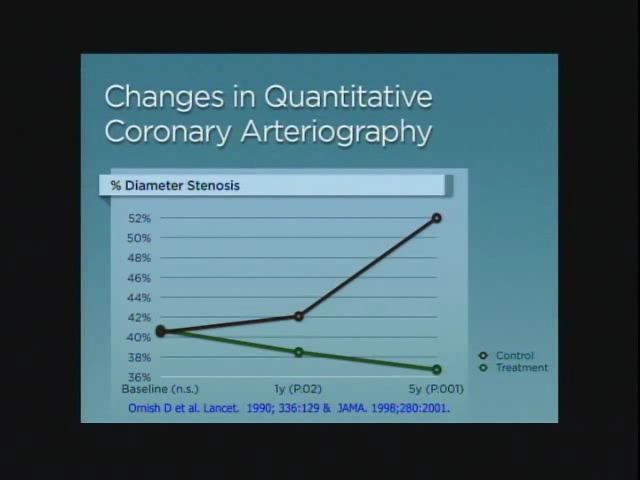 Changes in Quantitative
Coronary Arteriography
% Diameter Stenosis
52%
50%
48%
46%
44%
42%
40%
38%
36%
Baseline (n.s.) 1y (P.02) 5y (P.001)
Control
Treatment
Ornish D et al. Lancet. 1990; 336:129 & JAMA. 1998;280:2001.